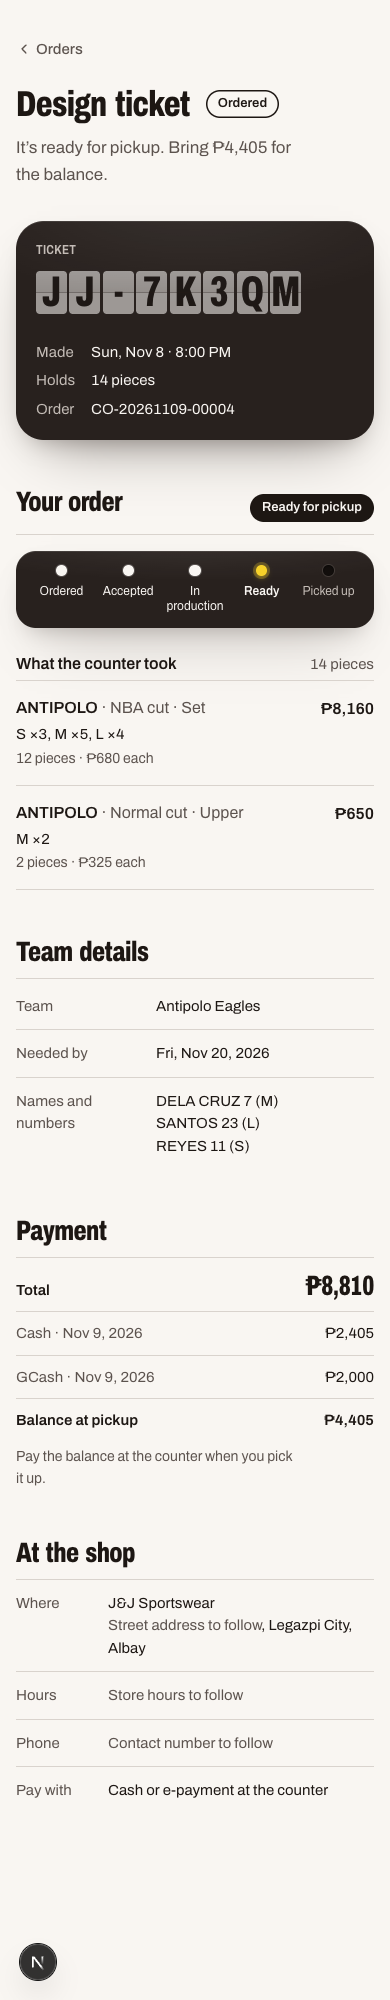 Orders
Design ticket Ordered
It's ready for pickup. Bring ₱4,405 for
the balance.
TICKET
JJ-7K3QM
Made Sun, Nov 8 · 8:00 PM
Holds 14 pieces
Order CO-20261109-00004
Your order Ready for pickup
Ordered Accepted In production Ready Picked up
What the counter took 14 pieces
ANTIPOLO · NBA cut · Set ₱8,160
S ×3, M ×5, L ×4
12 pieces · ₱680 each
ANTIPOLO · Normal cut · Upper ₱650
M ×2
2 pieces · ₱325 each
Team details
Team Antipolo Eagles
Needed by Fri, Nov 20, 2026
Names and numbers
DELA CRUZ 7 (M)
SANTOS 23 (L)
REYES 11 (S)
Payment
Total ₱8,810
Cash · Nov 9, 2026 ₱2,405
GCash · Nov 9, 2026 ₱2,000
Balance at pickup ₱4,405
Pay the balance at the counter when you pick
it up.
At the shop
Where J&J Sportswear
Street address to follow, Legazpi City,
Albay
Hours Store hours to follow
Phone Contact number to follow
Pay with Cash or e-payment at the counter
N